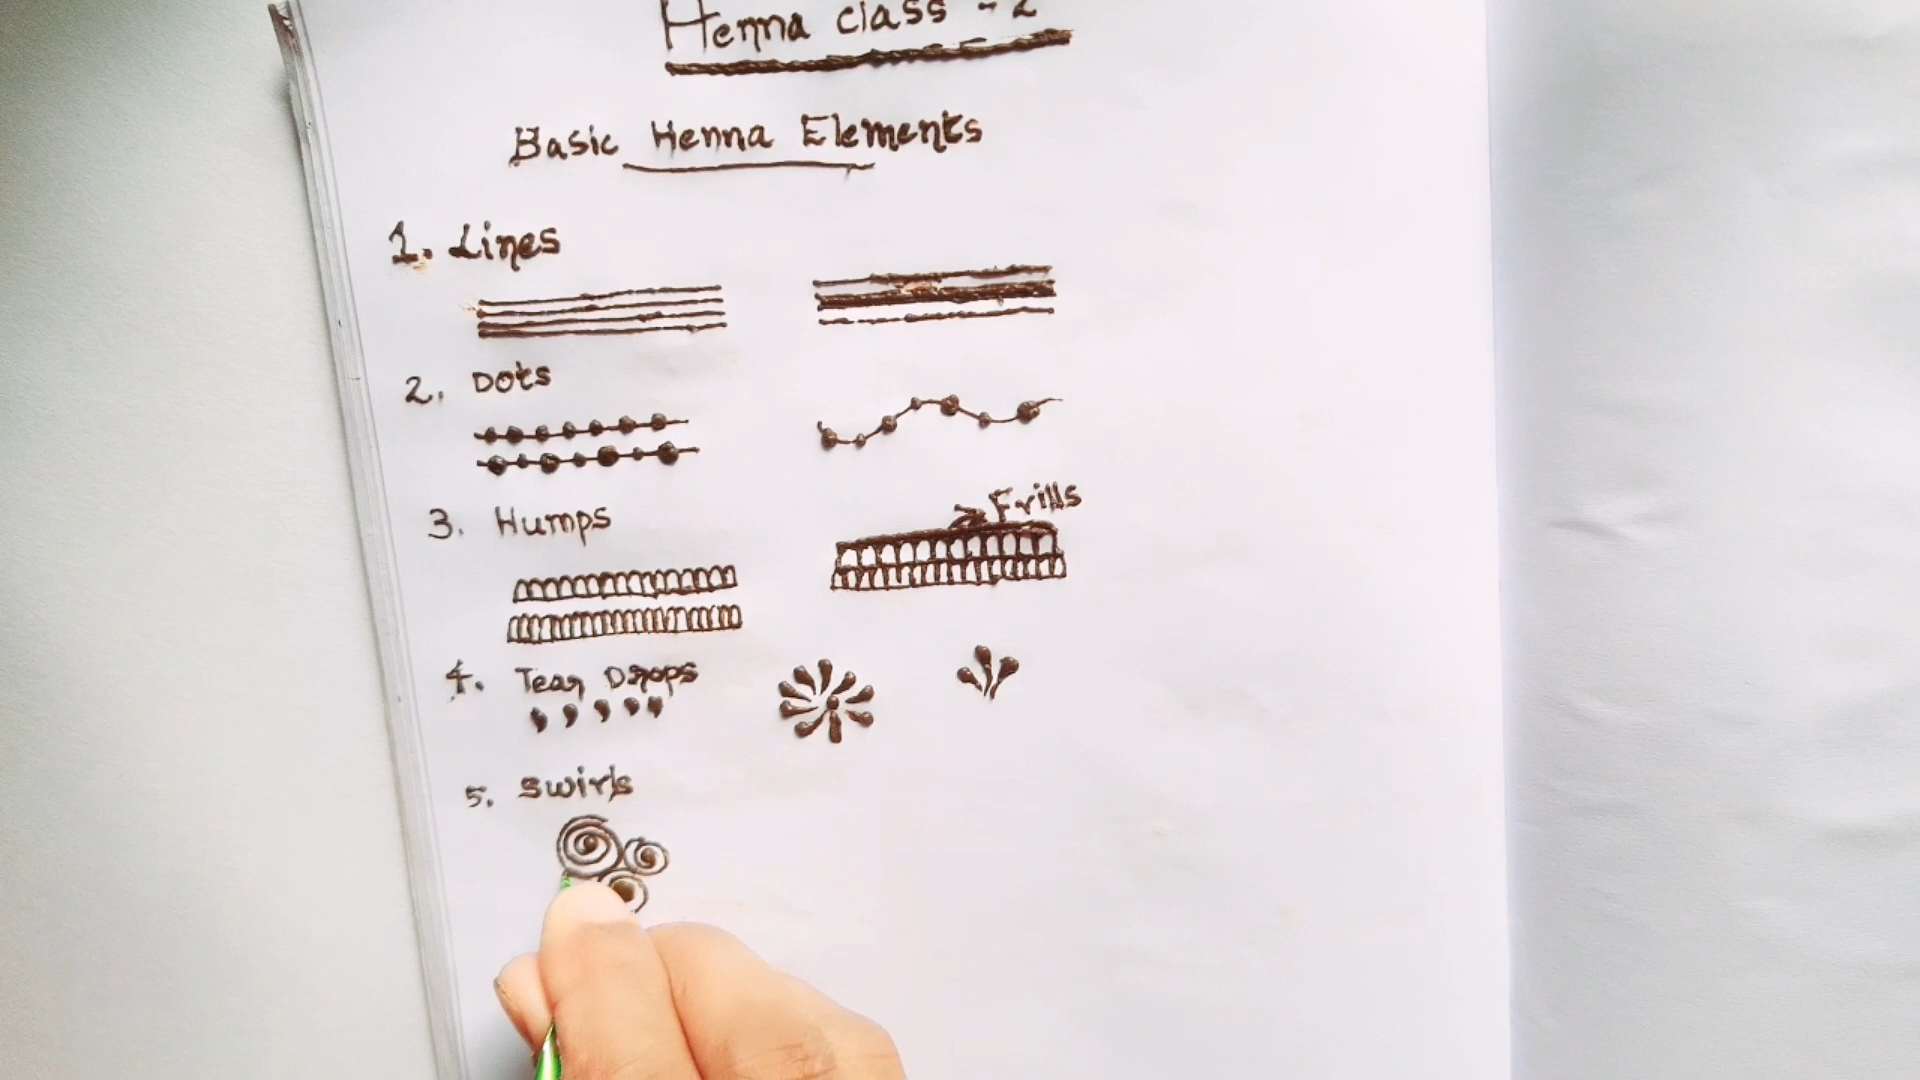 Henna class - 2
Basic Henna Elements
1. Lines
2. Dots
3. Humps
Frills
4. Tear Drops
5. Swirls